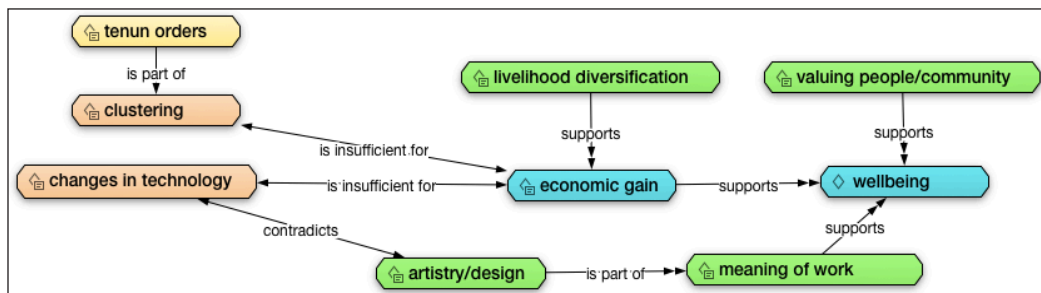 tenun orders
is part of
livelihood diversification
valuing people/community
clustering
supports
supports
is insufficient for
changes in technology
is insufficient for
economic gain
supports
wellbeing
contradicts
supports
artistry/design
is part of
meaning of work